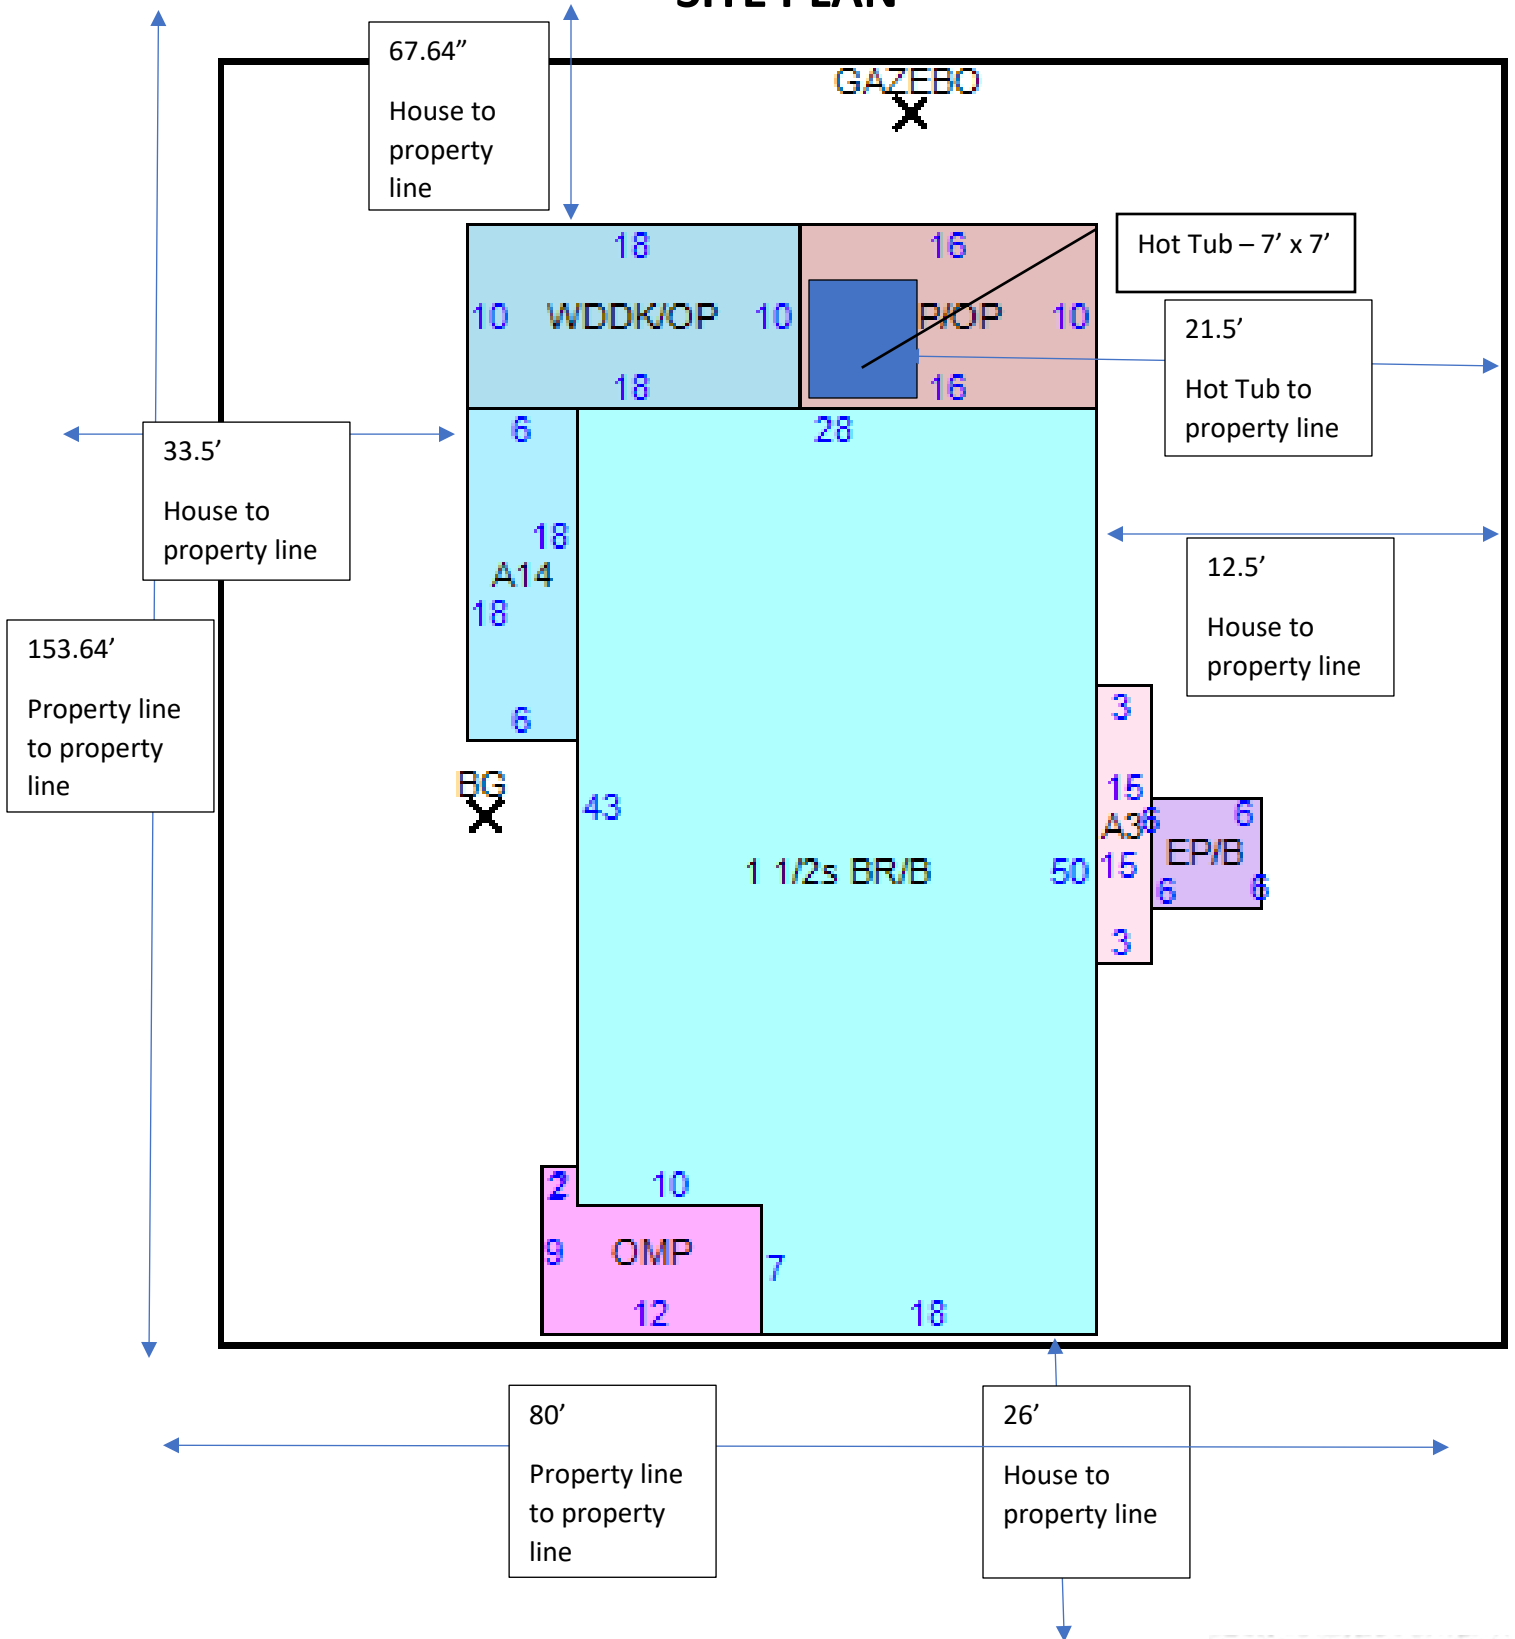 SITE PLAN
67.64”
House to
property
line
GAZEBO
Hot Tub – 7’ x 7’
18
16
10
WDDK/OP
10
P/OP
10
18
16
21.5’
Hot Tub to
property line
6
28
33.5’
House to
property line
18
A14
18
12.5’
House to
property line
153.64’
Property line
to property
line
6
3
BG
43
15
A3
6
6
1 1/2s BR/B
50
15
EP/B
6
6
3
2
10
9
OMP
7
12
18
80’
Property line
to property
line
26’
House to
property line